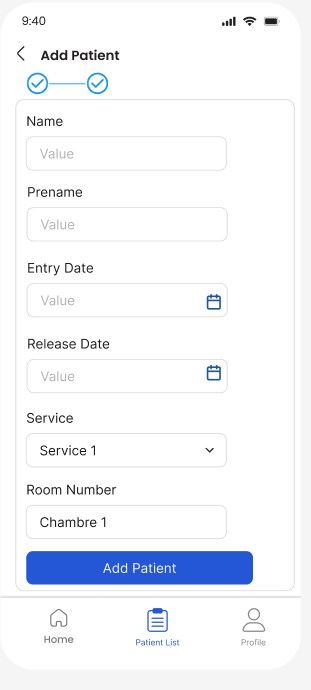 9:40
Add Patient
Name
Value
Prename
Value
Entry Date
Value
Release Date
Value
Service
Service 1
Room Number
Chambre 1
Add Patient
Home
Patient List
Profile